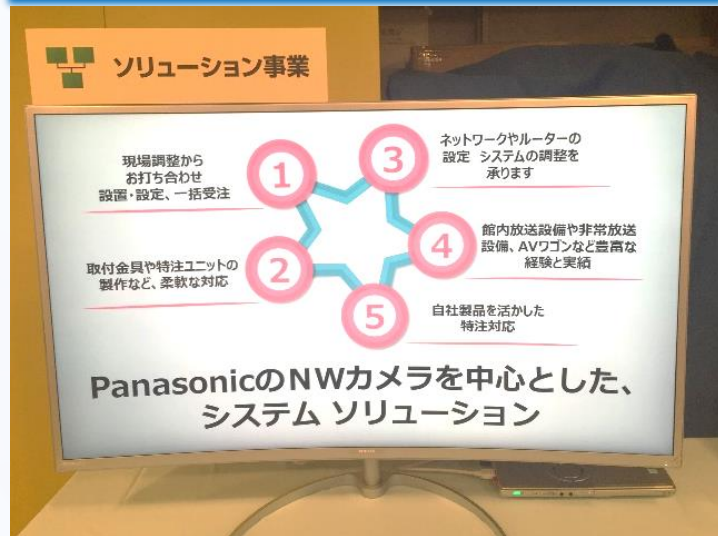 ソリューション事業
1
現場調整から
お打ち合わせ
設置・設定、一括受注
2
取付金具や特注ユニットの
製作など、柔軟な対応
3
ネットワークやルーターの
設定 システムの調整を
承ります
4
館内放送設備や非常放送
設備、AVワゴンなど豊富な
経験と実績
5
自社製品を活かした
特注対応
PanasonicのNWカメラを中心とした、
システム ソリューション